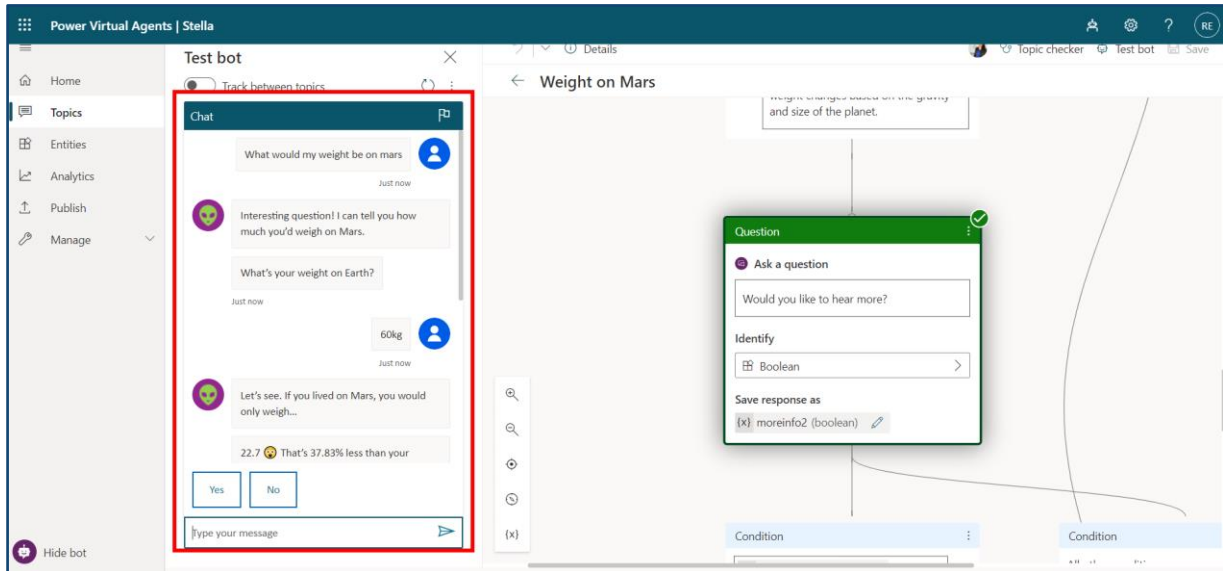 Power Virtual Agents | Stella
?
RE
Home
Topics
Entities
Analytics
Publish
Manage
Hide bot
Test bot
Track between topics
Chat
What would my weight be on mars
Just now
Interesting question! I can tell you how
much you'd weigh on Mars.
What's your weight on Earth?
Just now
60kg
Just now
Let's see. If you lived on Mars, you would
only weigh...
22.7 😲 That's 37.83% less than your
Yes
No
Type your message
Details
Topic checker
Test bot
Save
Weight on Mars
weight changes based on the gravity
and size of the planet.
Question
Ask a question
Would you like to hear more?
Identify
Boolean
Save response as
{x} moreinfo2 (boolean)
{x}
Condition
Condition